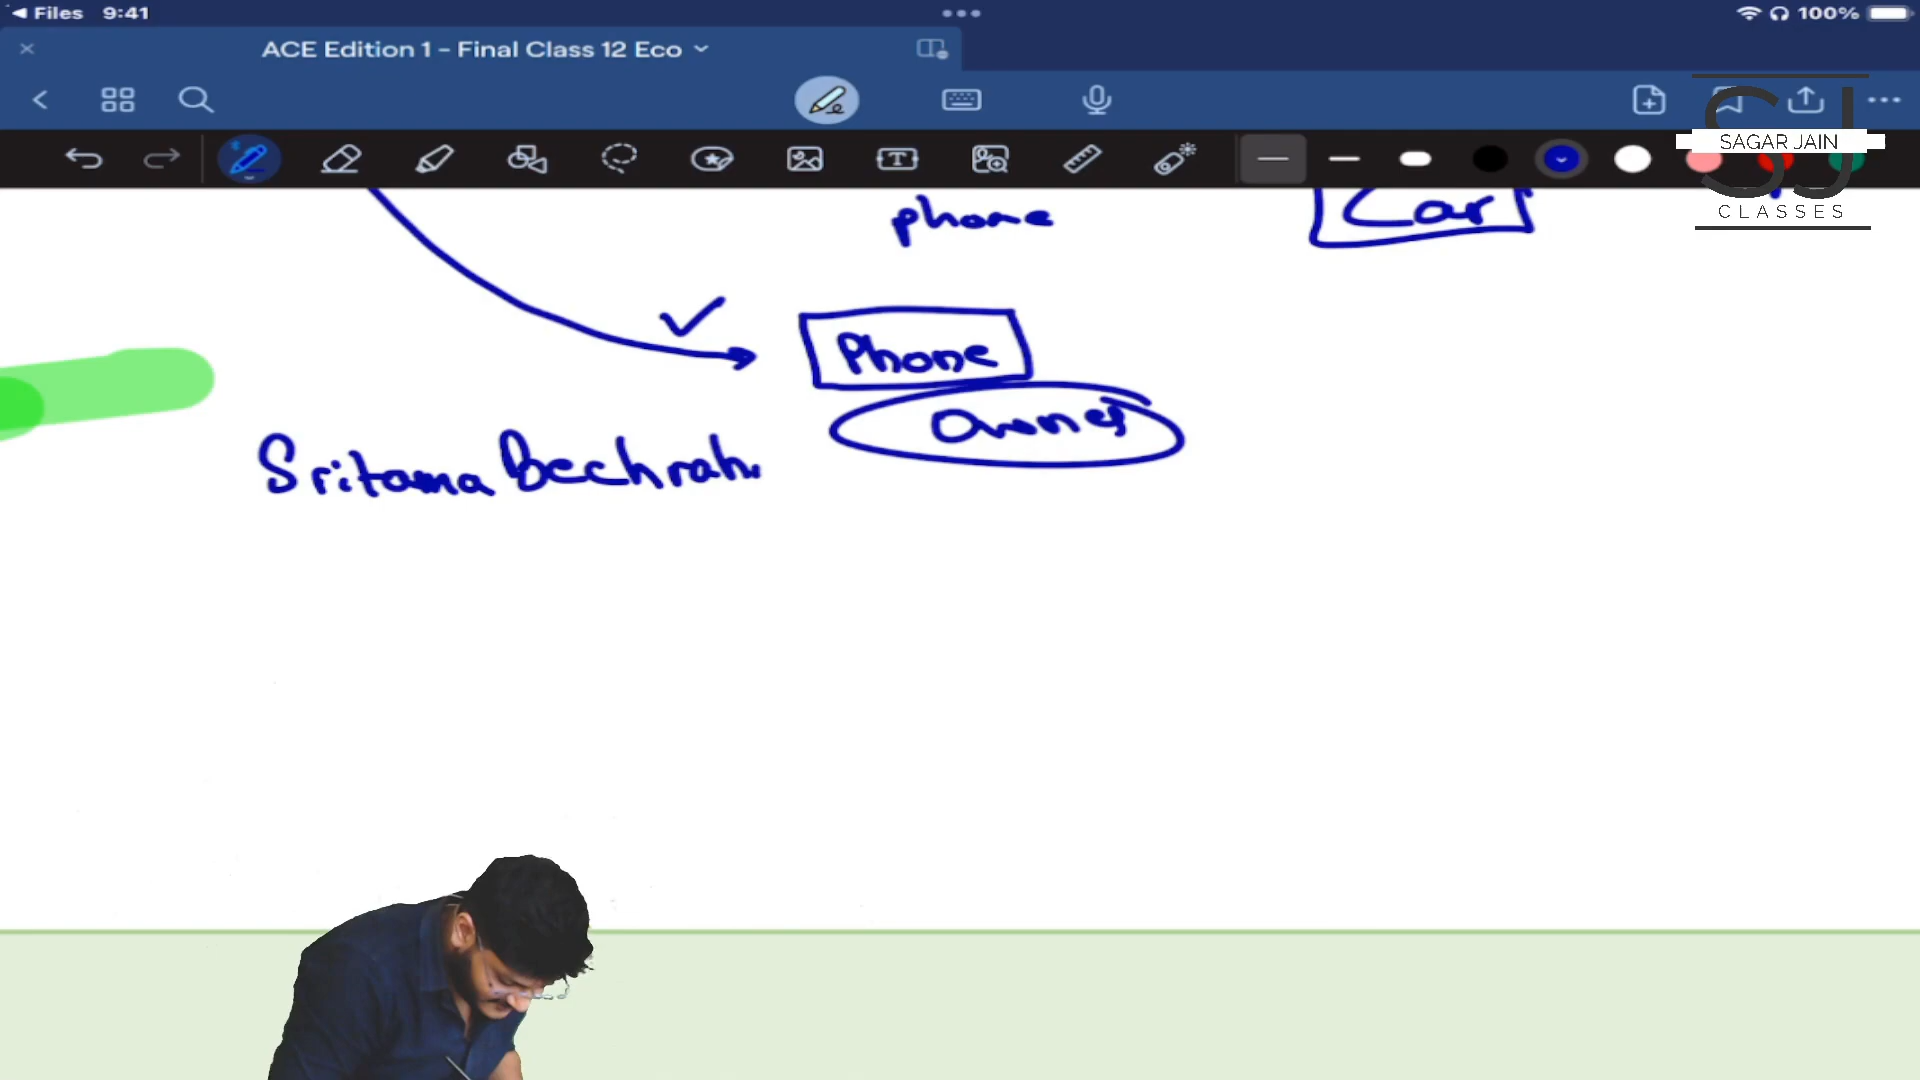 ◀ Files 9:41
100%
ACE Edition 1 - Final Class 12 Eco
SAGAR JAIN
CLASSES
phone
Car
Phone
Owner
Sritama Bechrahi